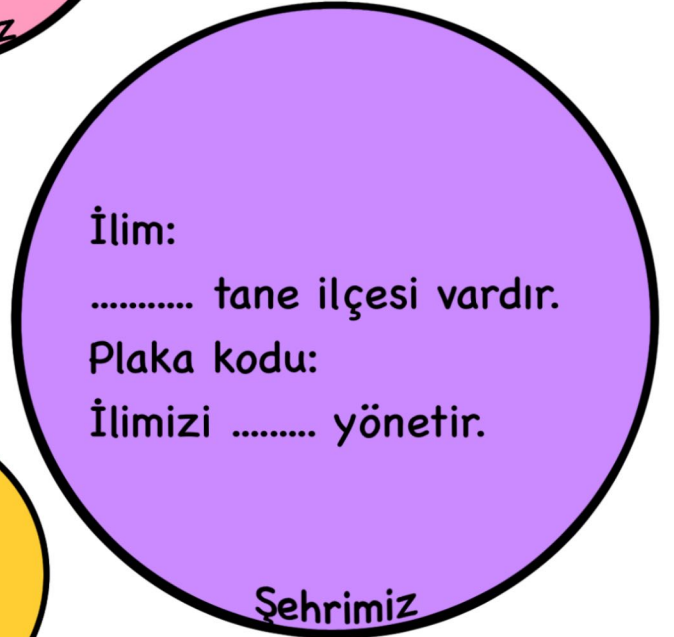 z
İlim:
........... tane ilçesi vardır.
Plaka kodu:
İlimizi ......... yönetir.
Şehrimiz